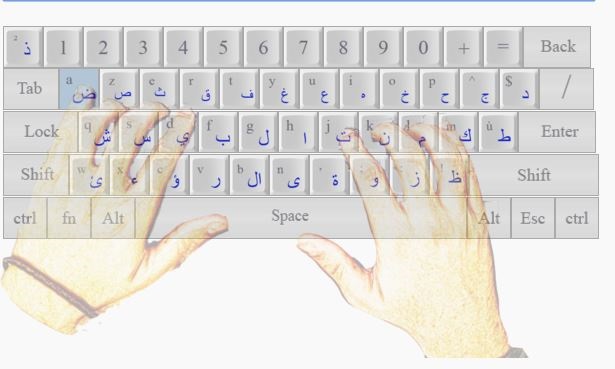 ² ذ 1 2 3 4 5 6 7 8 9 0 + = Back
Tab a ض z ص e ث r ق t ف y غ u ع i ه o خ p ح ^ ج $ د /
Lock q ش s س d ي f ب g ل h ا j ت k ن م m ك ù ط Enter
Shift w ئ x ء c ؤ v ر b لا n ى , ة ; و : ز ! ظ Shift
ctrl fn Alt Space Alt Esc ctrl